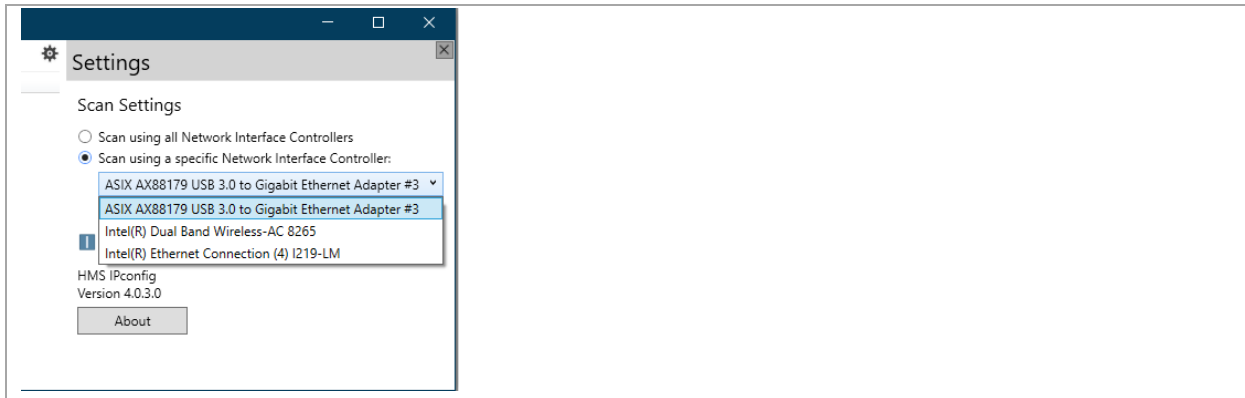 Settings
Scan Settings
Scan using all Network Interface Controllers
Scan using a specific Network Interface Controller:
ASIX AX88179 USB 3.0 to Gigabit Ethernet Adapter #3
ASIX AX88179 USB 3.0 to Gigabit Ethernet Adapter #3
Intel(R) Dual Band Wireless-AC 8265
Intel(R) Ethernet Connection (4) I219-LM
HMS IPconfig
Version 4.0.3.0
About